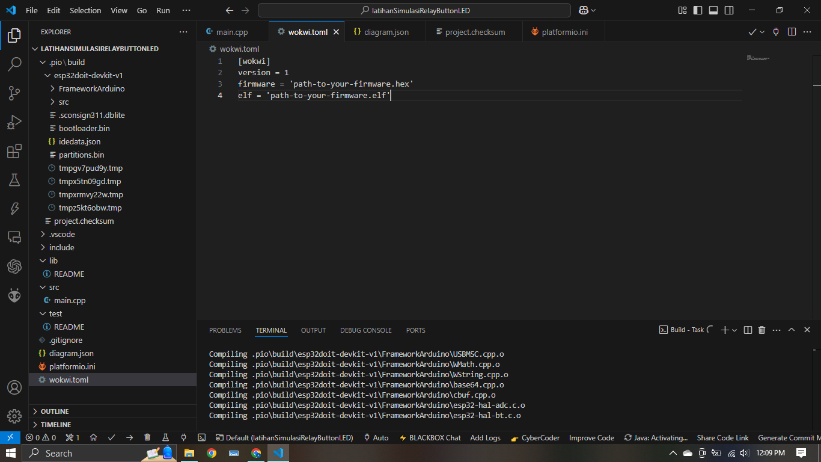 File Edit Selection View Go Run ···
latihanSimulasiRelayButtonLED
EXPLORER
LATIHANSIMULASIRELAYBUTTONLED
.pio \ build
esp32doit-devkit-v1
FrameworkArduino
src
.sconsign311.dblite
bootloader.bin
idedata.json
partitions.bin
tmpgv7pud9y.tmp
tmpx5tn09gd.tmp
tmpxrmvy22w.tmp
tmpz5kt6obw.tmp
project.checksum
.vscode
include
lib
README
src
main.cpp
test
README
.gitignore
diagram.json
platformio.ini
wokwi.toml
OUTLINE
TIMELINE
main.cpp wokwi.toml diagram.json project.checksum platformio.ini
wokwi.toml
1 [wokwi]
2 version = 1
3 firmware = 'path-to-your-firmware.hex'
4 elf = 'path-to-your-firmware.elf'
PROBLEMS TERMINAL OUTPUT DEBUG CONSOLE PORTS
Build - Task
Compiling .pio\build\esp32doit-devkit-v1\FrameworkArduino\USBMSC.cpp.o
Compiling .pio\build\esp32doit-devkit-v1\FrameworkArduino\WMath.cpp.o
Compiling .pio\build\esp32doit-devkit-v1\FrameworkArduino\WString.cpp.o
Compiling .pio\build\esp32doit-devkit-v1\FrameworkArduino\base64.cpp.o
Compiling .pio\build\esp32doit-devkit-v1\FrameworkArduino\cbuf.cpp.o
Compiling .pio\build\esp32doit-devkit-v1\FrameworkArduino\esp32-hal-adc.c.o
Compiling .pio\build\esp32doit-devkit-v1\FrameworkArduino\esp32-hal-bt.c.o
0 0 1 Default (latihanSimulasiRelayButtonLED) Auto BLACKBOX Chat Add Logs CyberCoder Improve Code Java: Activating... Share Code Link Generate Commit M
Search
12:09 PM